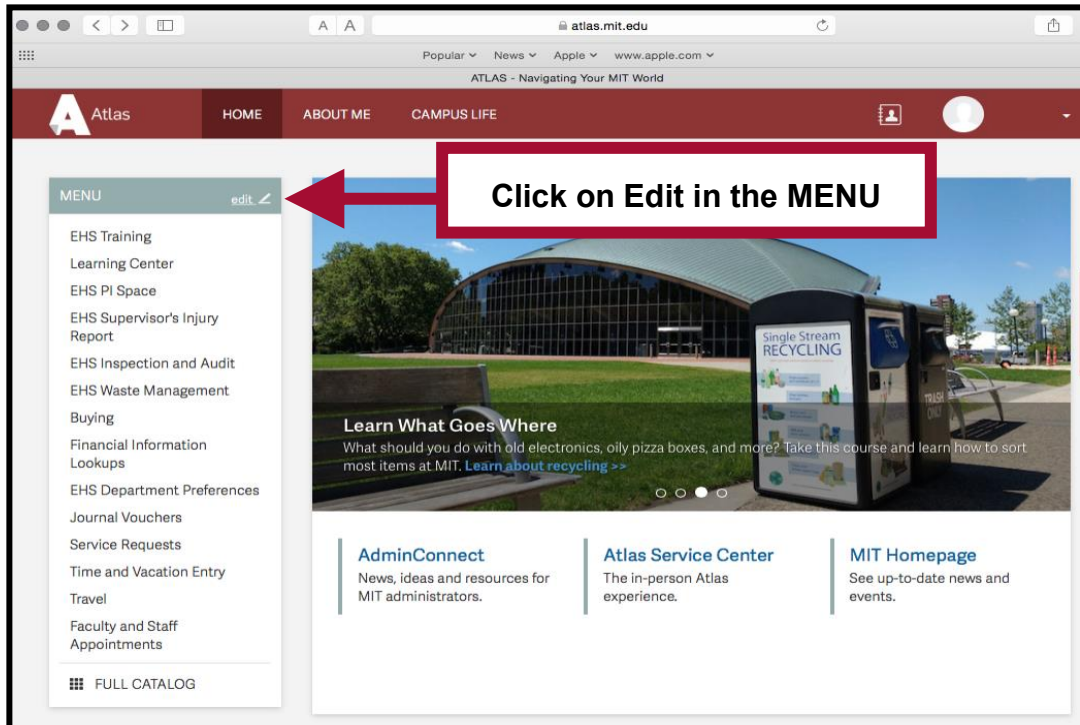 A A
atlas.mit.edu
Popular News Apple www.apple.com
ATLAS - Navigating Your MIT World
Atlas HOME ABOUT ME CAMPUS LIFE
Click on Edit in the MENU
MENU edit
EHS Training
Learning Center
EHS PI Space
EHS Supervisor's Injury
Report
EHS Inspection and Audit
EHS Waste Management
Buying
Financial Information
Lookups
EHS Department Preferences
Journal Vouchers
Service Requests
Time and Vacation Entry
Travel
Faculty and Staff
Appointments
FULL CATALOG
Single Stream
RECYCLING
TRASH
ONLY
Learn What Goes Where
What should you do with old electronics, oily pizza boxes, and more? Take this course and learn how to sort
most items at MIT. Learn about recycling >>
AdminConnect
News, ideas and resources for
MIT administrators.
Atlas Service Center
The in-person Atlas
experience.
MIT Homepage
See up-to-date news and
events.